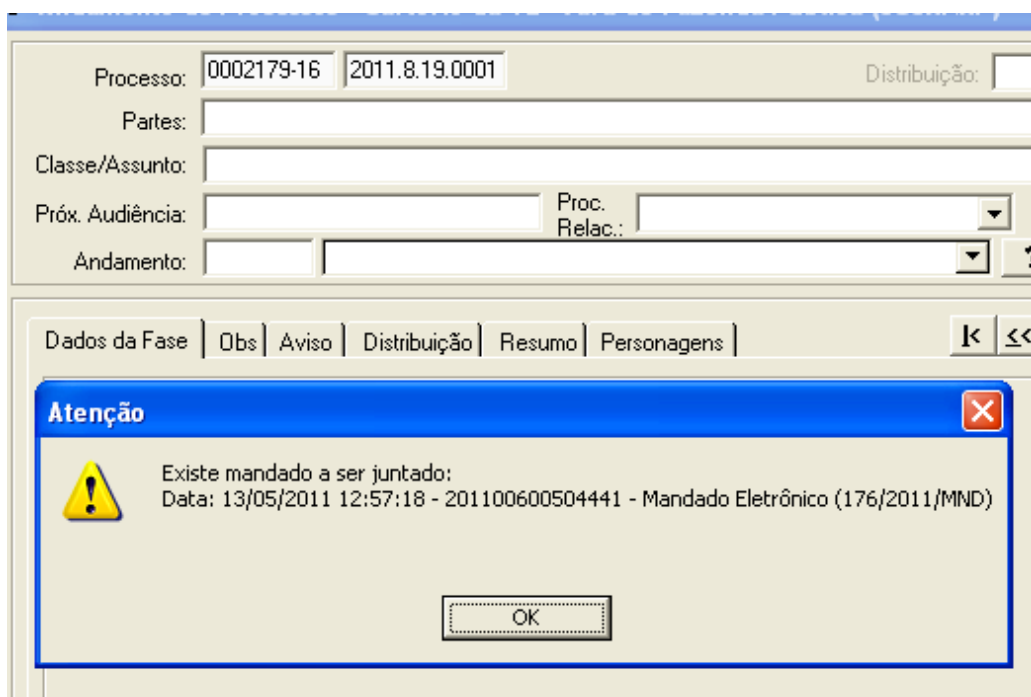 Processo: 0002179-16 2011.8.19.0001 Distribuição:
Partes:
Classe/Assunto:
Próx. Audiência: Proc. Relac.:
Andamento:
Dados da Fase Obs Aviso Distribuição Resumo Personagens
Atenção
Existe mandado a ser juntado:
Data: 13/05/2011 12:57:18 - 201100600504441 - Mandado Eletrônico (176/2011/MND)
OK